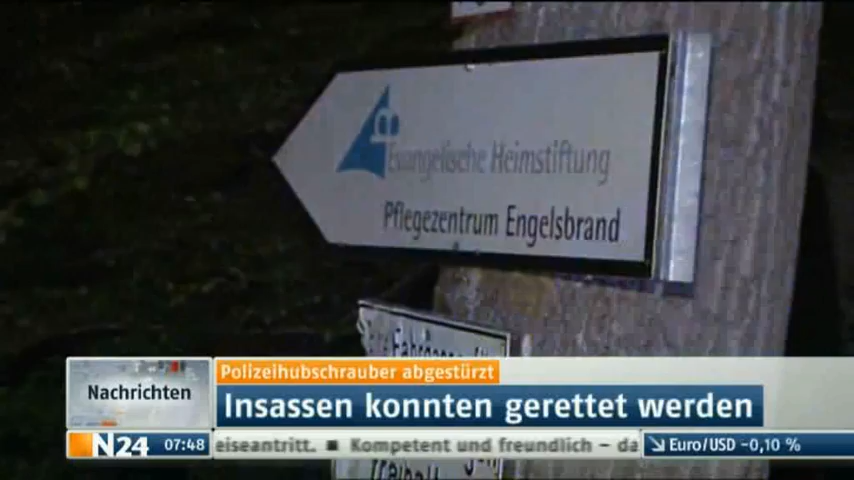 Evangelische Heimstiftung
Pflegezentrum Engelsbrand
Polizeihubschrauber abgestürzt
Nachrichten
Insassen konnten gerettet werden
N24 07:48 eiseantritt. ■ Kompetent und freundlich – da
Euro/USD -0,10 %